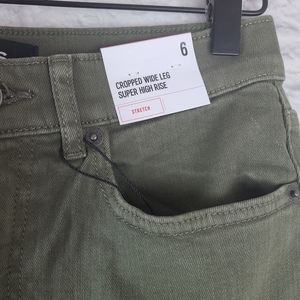 6
CROPPED WIDE LEG
SUPER HIGH RISE
STRETCH